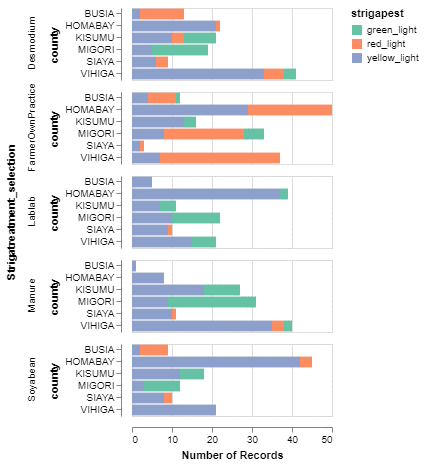 strigapest
green_light
red_light
yellow_light
Strigatreatment_selection
Desmodium
county
BUSIA
HOMABAY
KISUMU
MIGORI
SIAYA
VIHIGA
FarmerOwnPractice
county
BUSIA
HOMABAY
KISUMU
MIGORI
SIAYA
VIHIGA
Lablab
county
BUSIA
HOMABAY
KISUMU
MIGORI
SIAYA
VIHIGA
Manure
county
BUSIA
HOMABAY
KISUMU
MIGORI
SIAYA
VIHIGA
Soyabean
county
BUSIA
HOMABAY
KISUMU
MIGORI
SIAYA
VIHIGA
0 10 20 30 40 50
Number of Records